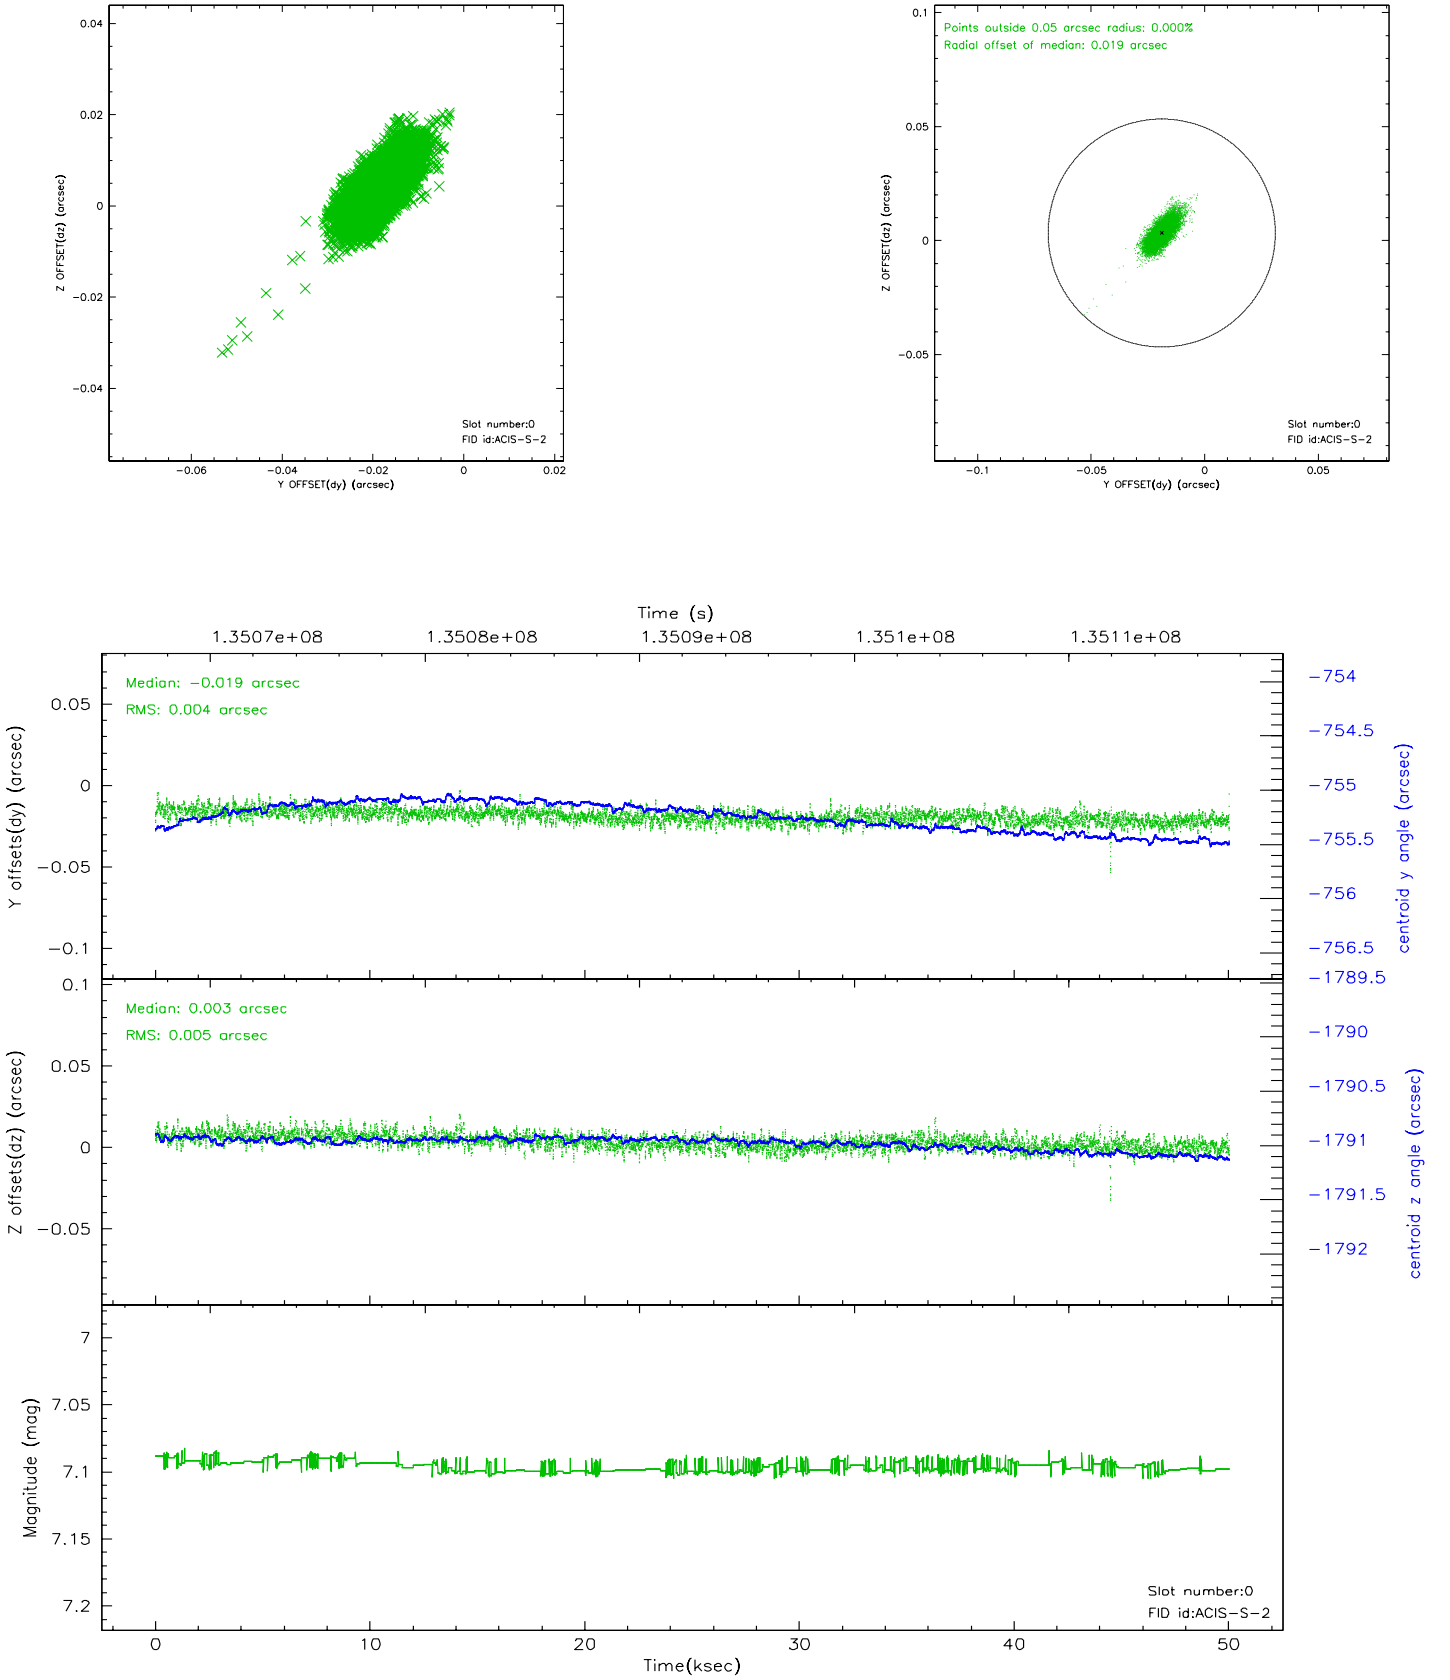 0.04
0.02
0
-0.02
-0.04
Z OFFSET(dz) (arcsec)
Slot number:0
FID id:ACIS-S-2
-0.06
-0.04
-0.02
0
0.02
Y OFFSET(dy) (arcsec)
0.1
0.05
0
-0.05
Z OFFSET(dz) (arcsec)
Points outside 0.05 arcsec radius: 0.000%
Radial offset of median: 0.019 arcsec
Slot number:0
FID id:ACIS-S-2
-0.1
-0.05
0
0.05
Y OFFSET(dy) (arcsec)
Time (s)
1.3507e+08
1.3508e+08
1.3509e+08
1.351e+08
1.3511e+08
Median: -0.019 arcsec
RMS: 0.004 arcsec
0.05
0
-0.05
-0.1
Y offsets(dy) (arcsec)
-754
-754.5
-755
-755.5
-756
-756.5
centroid y angle (arcsec)
Median: 0.003 arcsec
RMS: 0.005 arcsec
0.1
0.05
0
-0.05
Z offsets(dz) (arcsec)
-1789.5
-1790
-1790.5
-1791
-1791.5
-1792
centroid z angle (arcsec)
7
7.05
7.1
7.15
7.2
Magnitude (mag)
Slot number:0
FID id:ACIS-S-2
0
10
20
30
40
50
Time(ksec)